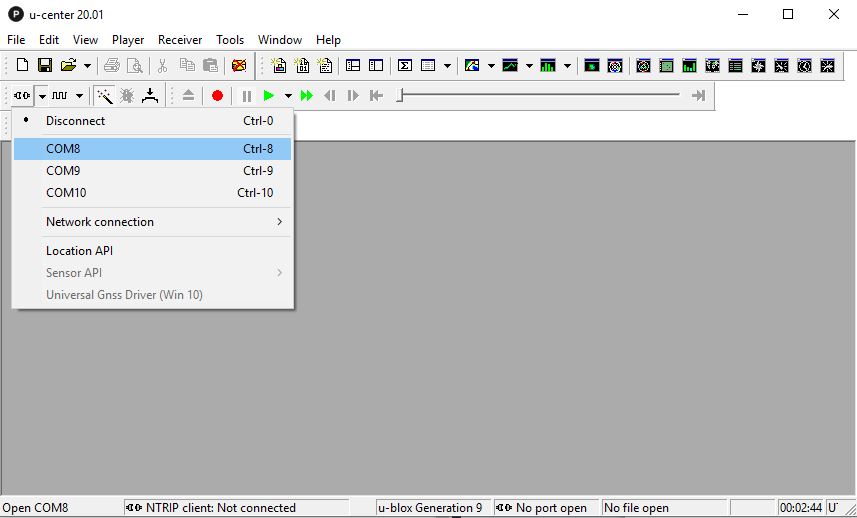 u-center 20.01
File Edit View Player Receiver Tools Window Help
Disconnect Ctrl-0
COM8 Ctrl-8
COM9 Ctrl-9
COM10 Ctrl-10
Network connection
Location API
Sensor API
Universal Gnss Driver (Win 10)
Open COM8 NTRIP client: Not connected u-blox Generation 9 No port open No file open 00:02:44